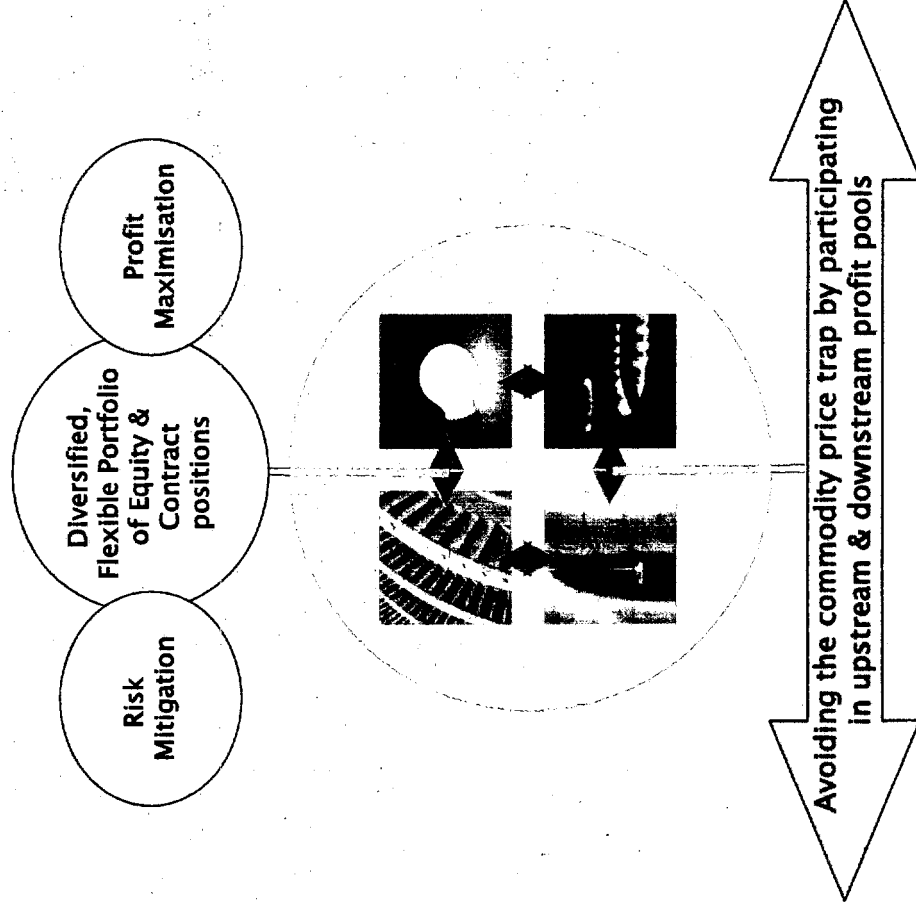 Risk
Mitigation
Diversified,
Flexible Portfolio
of Equity &
Contract
positions
Profit
Maximisation
Avoiding the commodity price trap by participating
in upstream & downstream profit pools